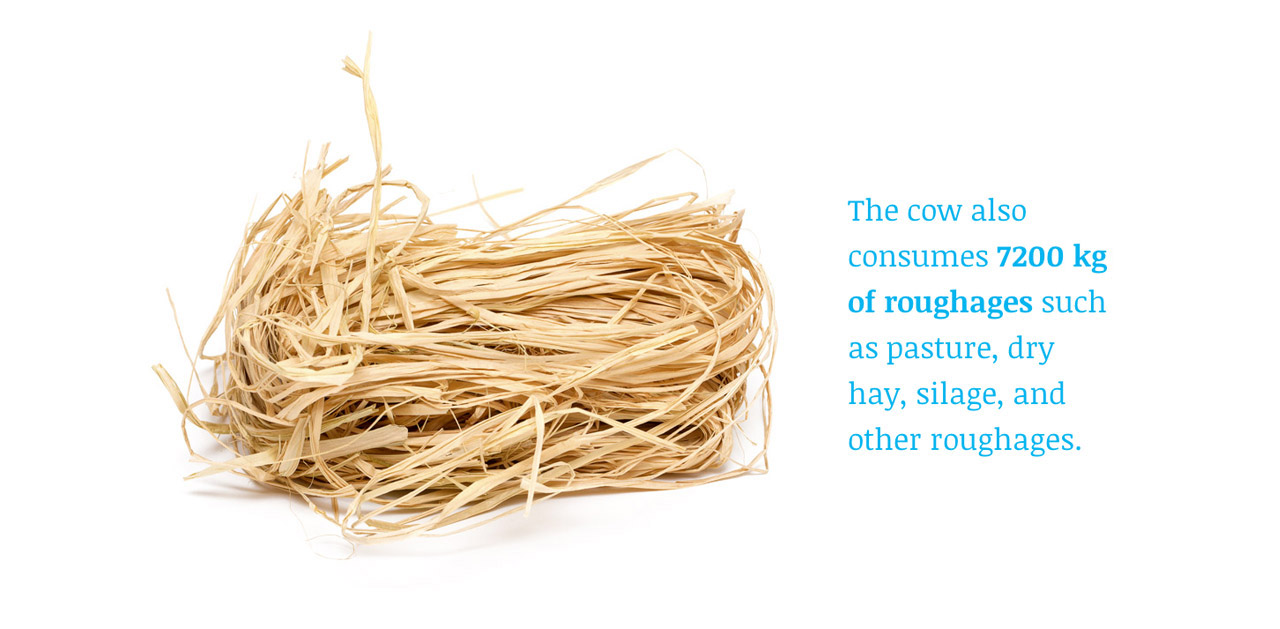 The cow also
consumes 7200 kg
of roughages such
as pasture, dry
hay, silage, and
other roughages.